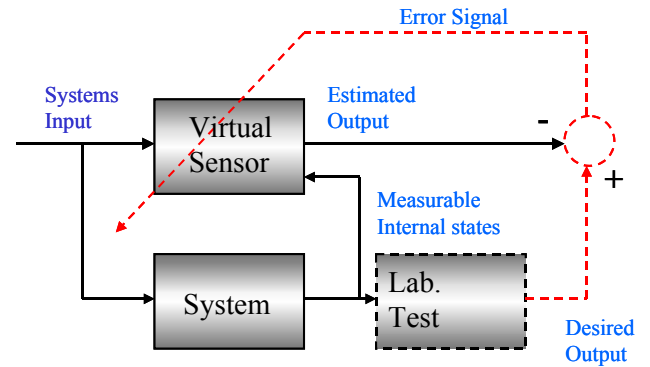 Error Signal
Systems
Input
Estimated
Output
Virtual
Sensor
-
+
Measurable
Internal states
System
Lab.
Test
Desired
Output